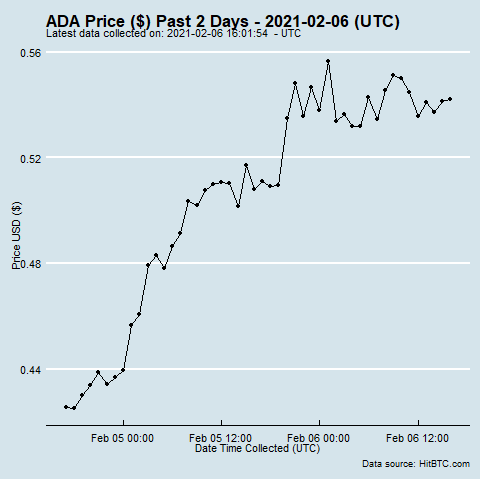 ADA Price ($) Past 2 Days - 2021-02-06 (UTC)
Latest data collected on: 2021-02-06 16:01:54 - UTC
0.56
0.52
0.48
0.44
Price USD ($)
Feb 05 00:00 Feb 05 12:00 Feb 06 00:00 Feb 06 12:00
Date Time Collected (UTC)
Data source: HitBTC.com